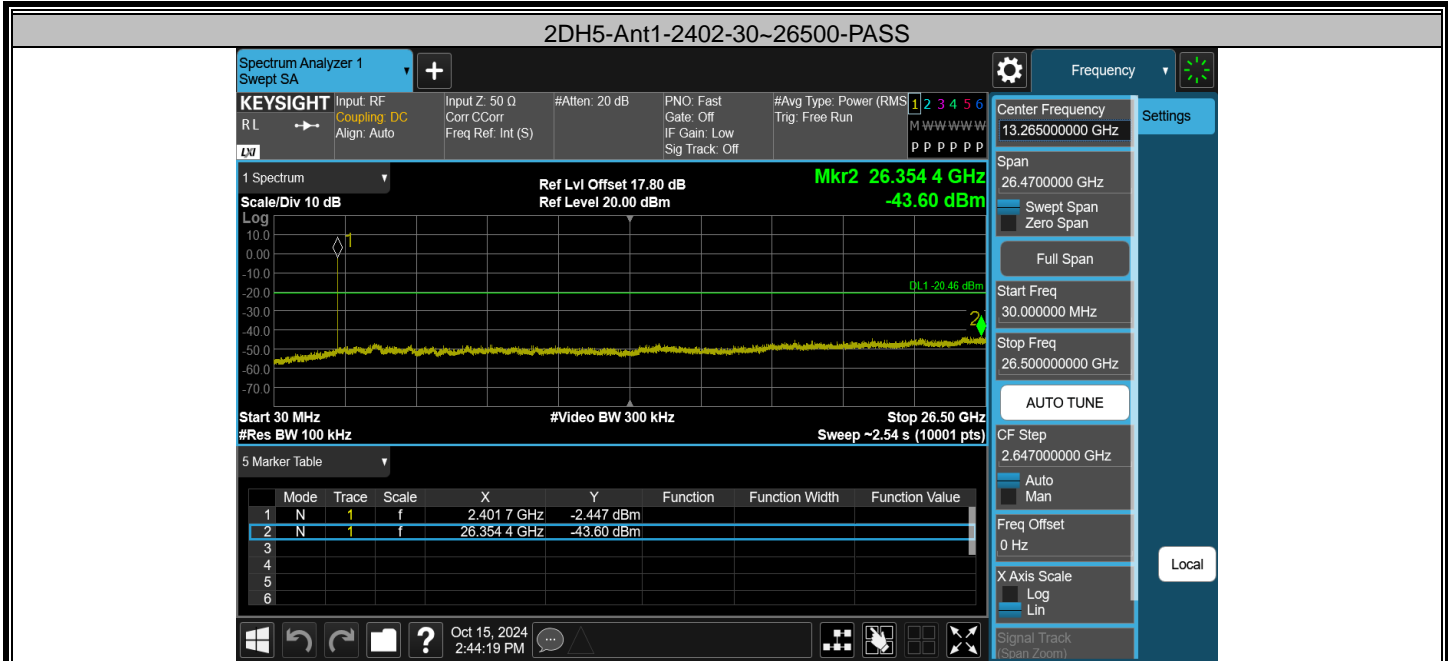 2DH5-Ant1-2402-30~26500-PASS
Spectrum Analyzer 1
Swept SA
+
Frequency
KEYSIGHT
RL
LXI
Input: RF
Coupling: DC
Align: Auto
Input Z: 50 Ω
Corr CCorr
Freq Ref: Int (S)
#Atten: 20 dB
PNO: Fast
Gate: Off
IF Gain: Low
Sig Track: Off
#Avg Type: Power (RMS
Trig: Free Run
1 2 3 4 5 6
M W W W W W
P P P P P P
1 Spectrum
Scale/Div 10 dB
Ref Lvl Offset 17.80 dB
Ref Level 20.00 dBm
Mkr2 26.354 4 GHz
-43.60 dBm
Log
10.0
0.00
-10.0
-20.0
-30.0
-40.0
-50.0
-60.0
-70.0
1
DL1 -20.46 dBm
2
Start 30 MHz
#Video BW 300 kHz
Stop 26.50 GHz
#Res BW 100 kHz
Sweep ~2.54 s (10001 pts)
5 Marker Table
Mode Trace Scale X Y Function Function Width Function Value
1 N 1 f 2.401 7 GHz -2.447 dBm
2 N 1 f 26.354 4 GHz -43.60 dBm
3
4
5
6
Center Frequency
13.265000000 GHz
Span
26.4700000 GHz
Swept Span
Zero Span
Full Span
Start Freq
30.000000 MHz
Stop Freq
26.500000000 GHz
AUTO TUNE
CF Step
2.647000000 GHz
Auto
Man
Freq Offset
0 Hz
X Axis Scale
Log
Lin
Signal Track
(Span Zoom)
Settings
Local
?
Oct 15, 2024
2:44:19 PM